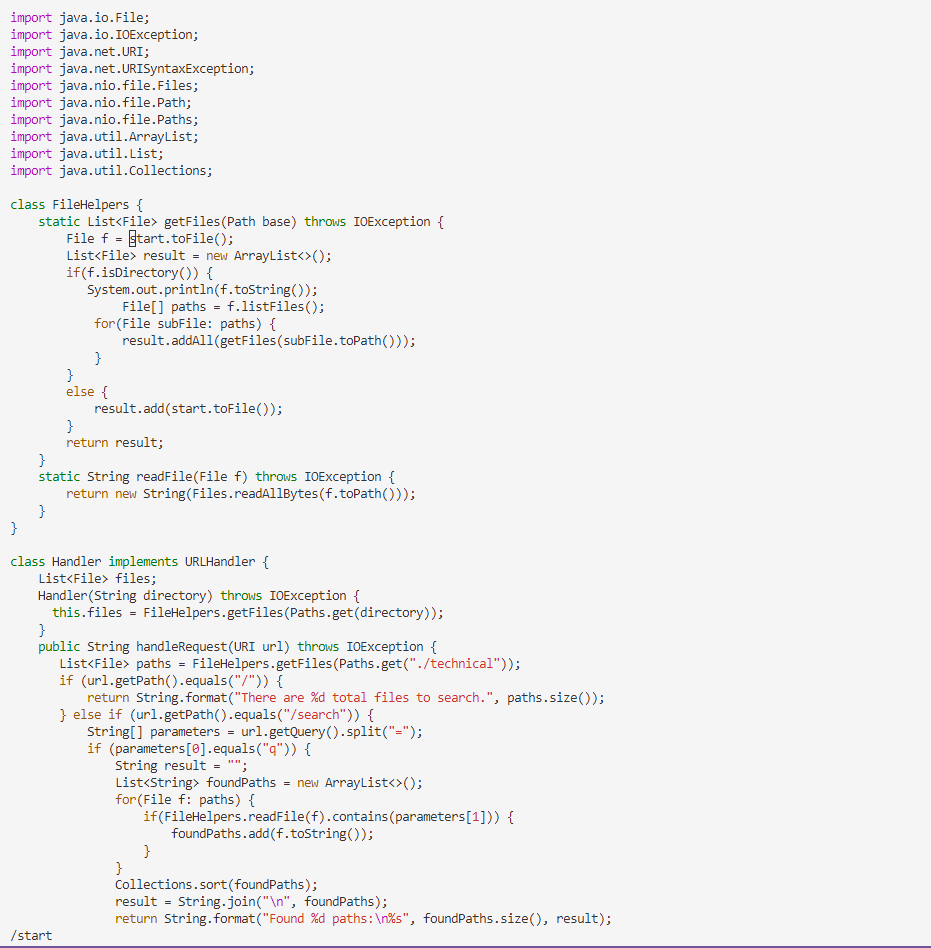 import java.io.File;
import java.io.IOException;
import java.net.URI;
import java.net.URISyntaxException;
import java.nio.file.Files;
import java.nio.file.Path;
import java.nio.file.Paths;
import java.util.ArrayList;
import java.util.List;
import java.util.Collections;

class FileHelpers {
    static List<File> getFiles(Path base) throws IOException {
        File f = start.toFile();
        List<File> result = new ArrayList<>();
        if(f.isDirectory()) {
           System.out.println(f.toString());
                File[] paths = f.listFiles();
            for(File subFile: paths) {
                result.addAll(getFiles(subFile.toPath()));
            }
        }
        else {
            result.add(start.toFile());
        }
        return result;
    }
    static String readFile(File f) throws IOException {
        return new String(Files.readAllBytes(f.toPath()));
    }
}

class Handler implements URLHandler {
    List<File> files;
    Handler(String directory) throws IOException {
      this.files = FileHelpers.getFiles(Paths.get(directory));
    }
    public String handleRequest(URI url) throws IOException {
       List<File> paths = FileHelpers.getFiles(Paths.get("./technical"));
       if (url.getPath().equals("/")) {
           return String.format("There are %d total files to search.", paths.size());
       } else if (url.getPath().equals("/search")) {
           String[] parameters = url.getQuery().split("=");
           if (parameters[0].equals("q")) {
               String result = "";
               List<String> foundPaths = new ArrayList<>();
               for(File f: paths) {
                   if(FileHelpers.readFile(f).contains(parameters[1])) {
                       foundPaths.add(f.toString());
                   }
               }
               Collections.sort(foundPaths);
               result = String.join("\n", foundPaths);
               return String.format("Found %d paths:\n%s", foundPaths.size(), result);
/start